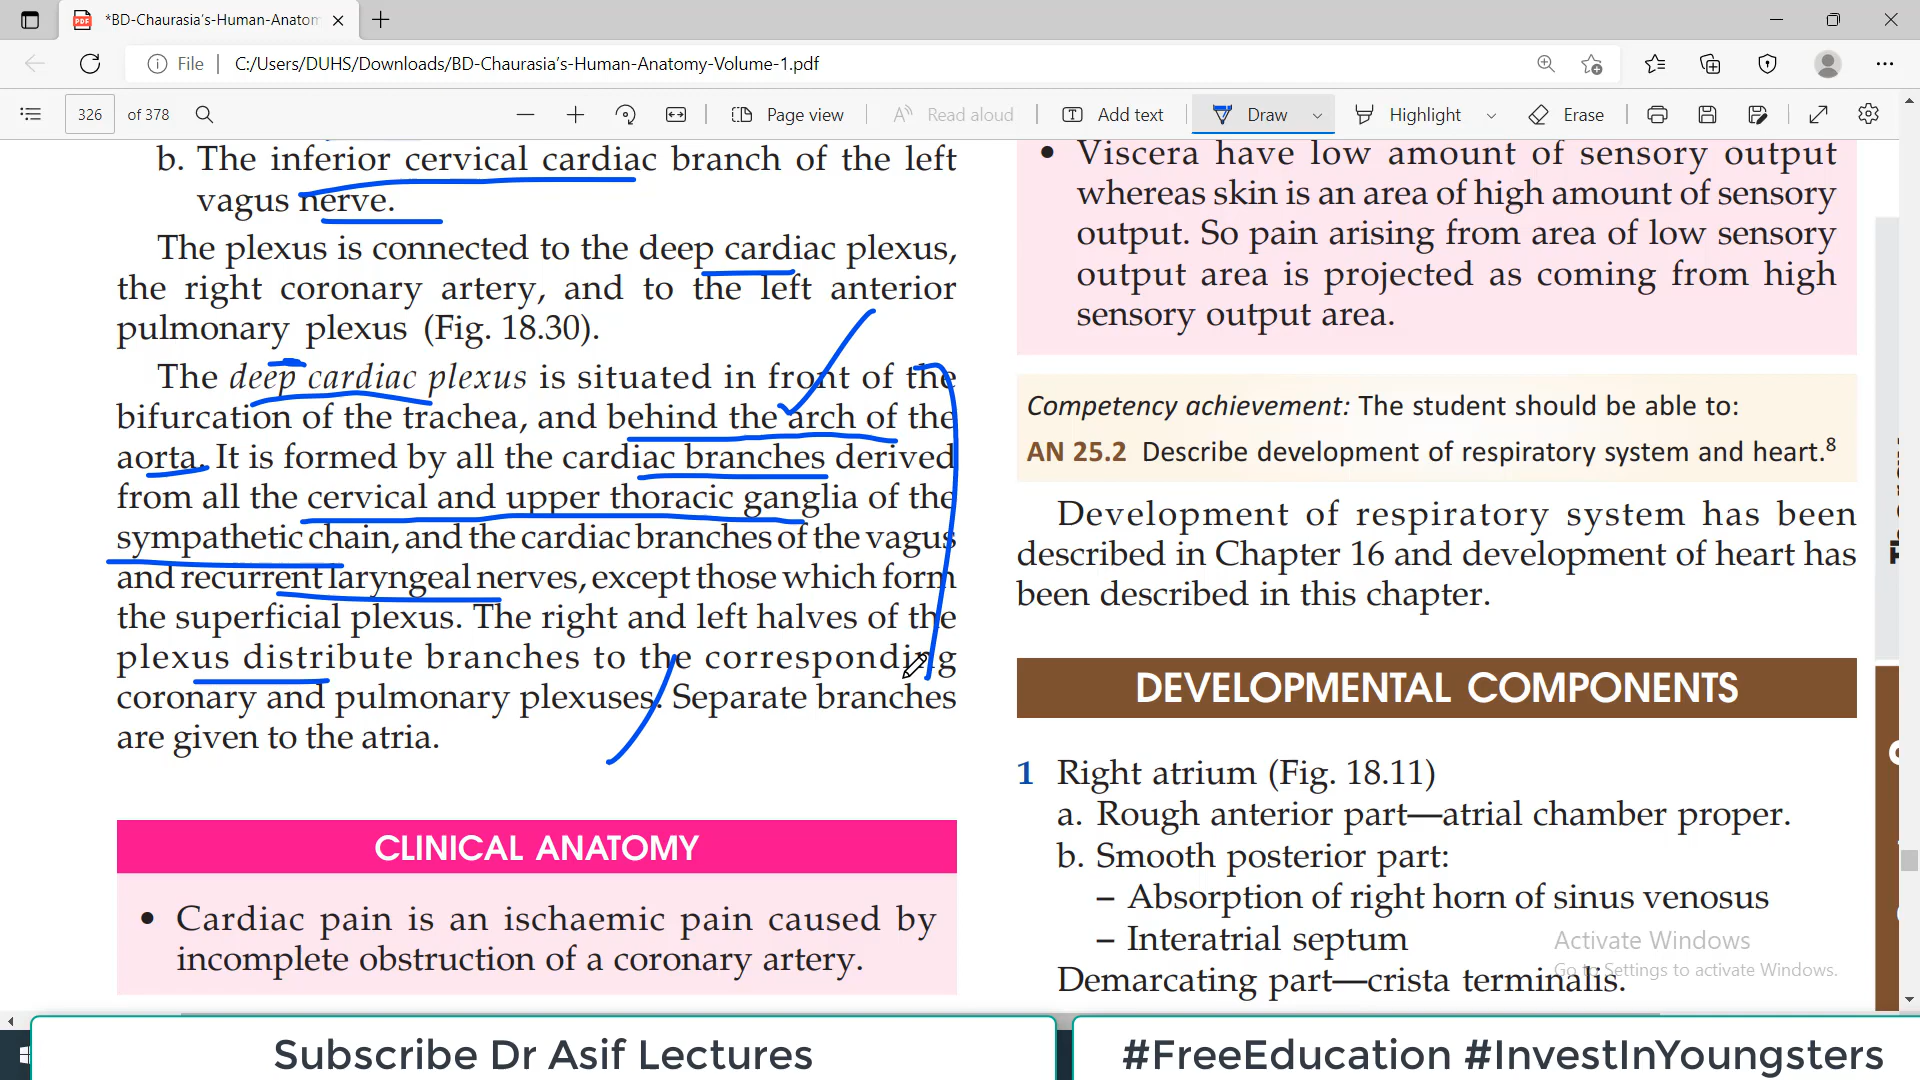 *BD-Chaurasia's-Human-Anatom
File
C:/Users/DUHS/Downloads/BD-Chaurasia's-Human-Anatomy-Volume-1.pdf
326 of 378
Page view
Read aloud
Add text
Draw
Highlight
Erase
b. The inferior cervical cardiac branch of the left
vagus nerve.
The plexus is connected to the deep cardiac plexus,
the right coronary artery, and to the left anterior
pulmonary plexus (Fig. 18.30).
The deep cardiac plexus is situated in front of the
bifurcation of the trachea, and behind the arch of the
aorta. It is formed by all the cardiac branches derived
from all the cervical and upper thoracic ganglia of the
sympathetic chain, and the cardiac branches of the vagus
and recurrent laryngeal nerves, except those which form
the superficial plexus. The right and left halves of the
plexus distribute branches to the corresponding
coronary and pulmonary plexuses. Separate branches
are given to the atria.
CLINICAL ANATOMY
• Cardiac pain is an ischaemic pain caused by
incomplete obstruction of a coronary artery.
• Viscera have low amount of sensory output
whereas skin is an area of high amount of sensory
output. So pain arising from area of low sensory
output area is projected as coming from high
sensory output area.
Competency achievement: The student should be able to:
AN 25.2 Describe development of respiratory system and heart.⁸
Development of respiratory system has been
described in Chapter 16 and development of heart has
been described in this chapter.
DEVELOPMENTAL COMPONENTS
1 Right atrium (Fig. 18.11)
a. Rough anterior part—atrial chamber proper.
b. Smooth posterior part:
– Absorption of right horn of sinus venosus
– Interatrial septum
Demarcating part—crista terminalis.
Activate Windows
Go to Settings to activate Windows.
Subscribe Dr Asif Lectures
#FreeEducation #InvestInYoungsters